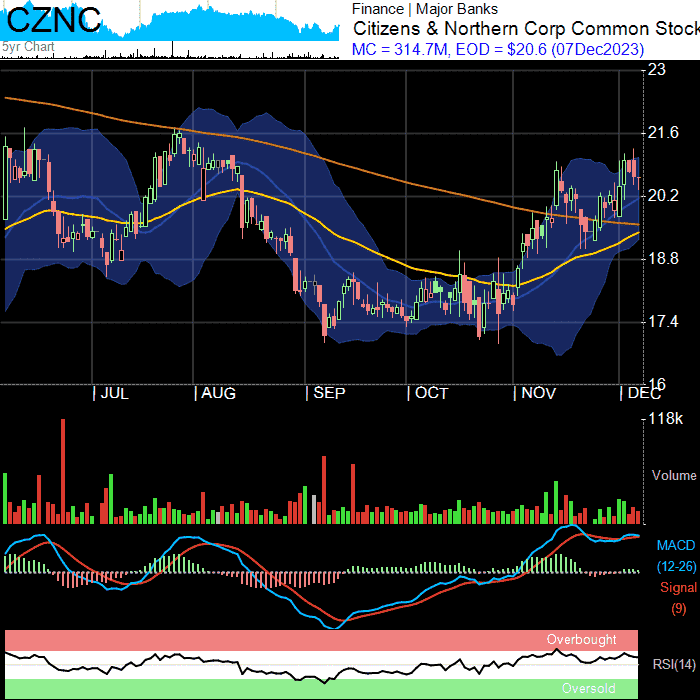 CZNC
5yr Chart
Finance | Major Banks
Citizens & Northern Corp Common Stock
MC = 314.7M, EOD = $20.6 (07Dec2023)
23
21.6
20.2
18.8
17.4
16
JUL AUG SEP OCT NOV DEC
118k
Volume
MACD
(12-26)
Signal
(9)
Overbought
RSI(14)
Oversold